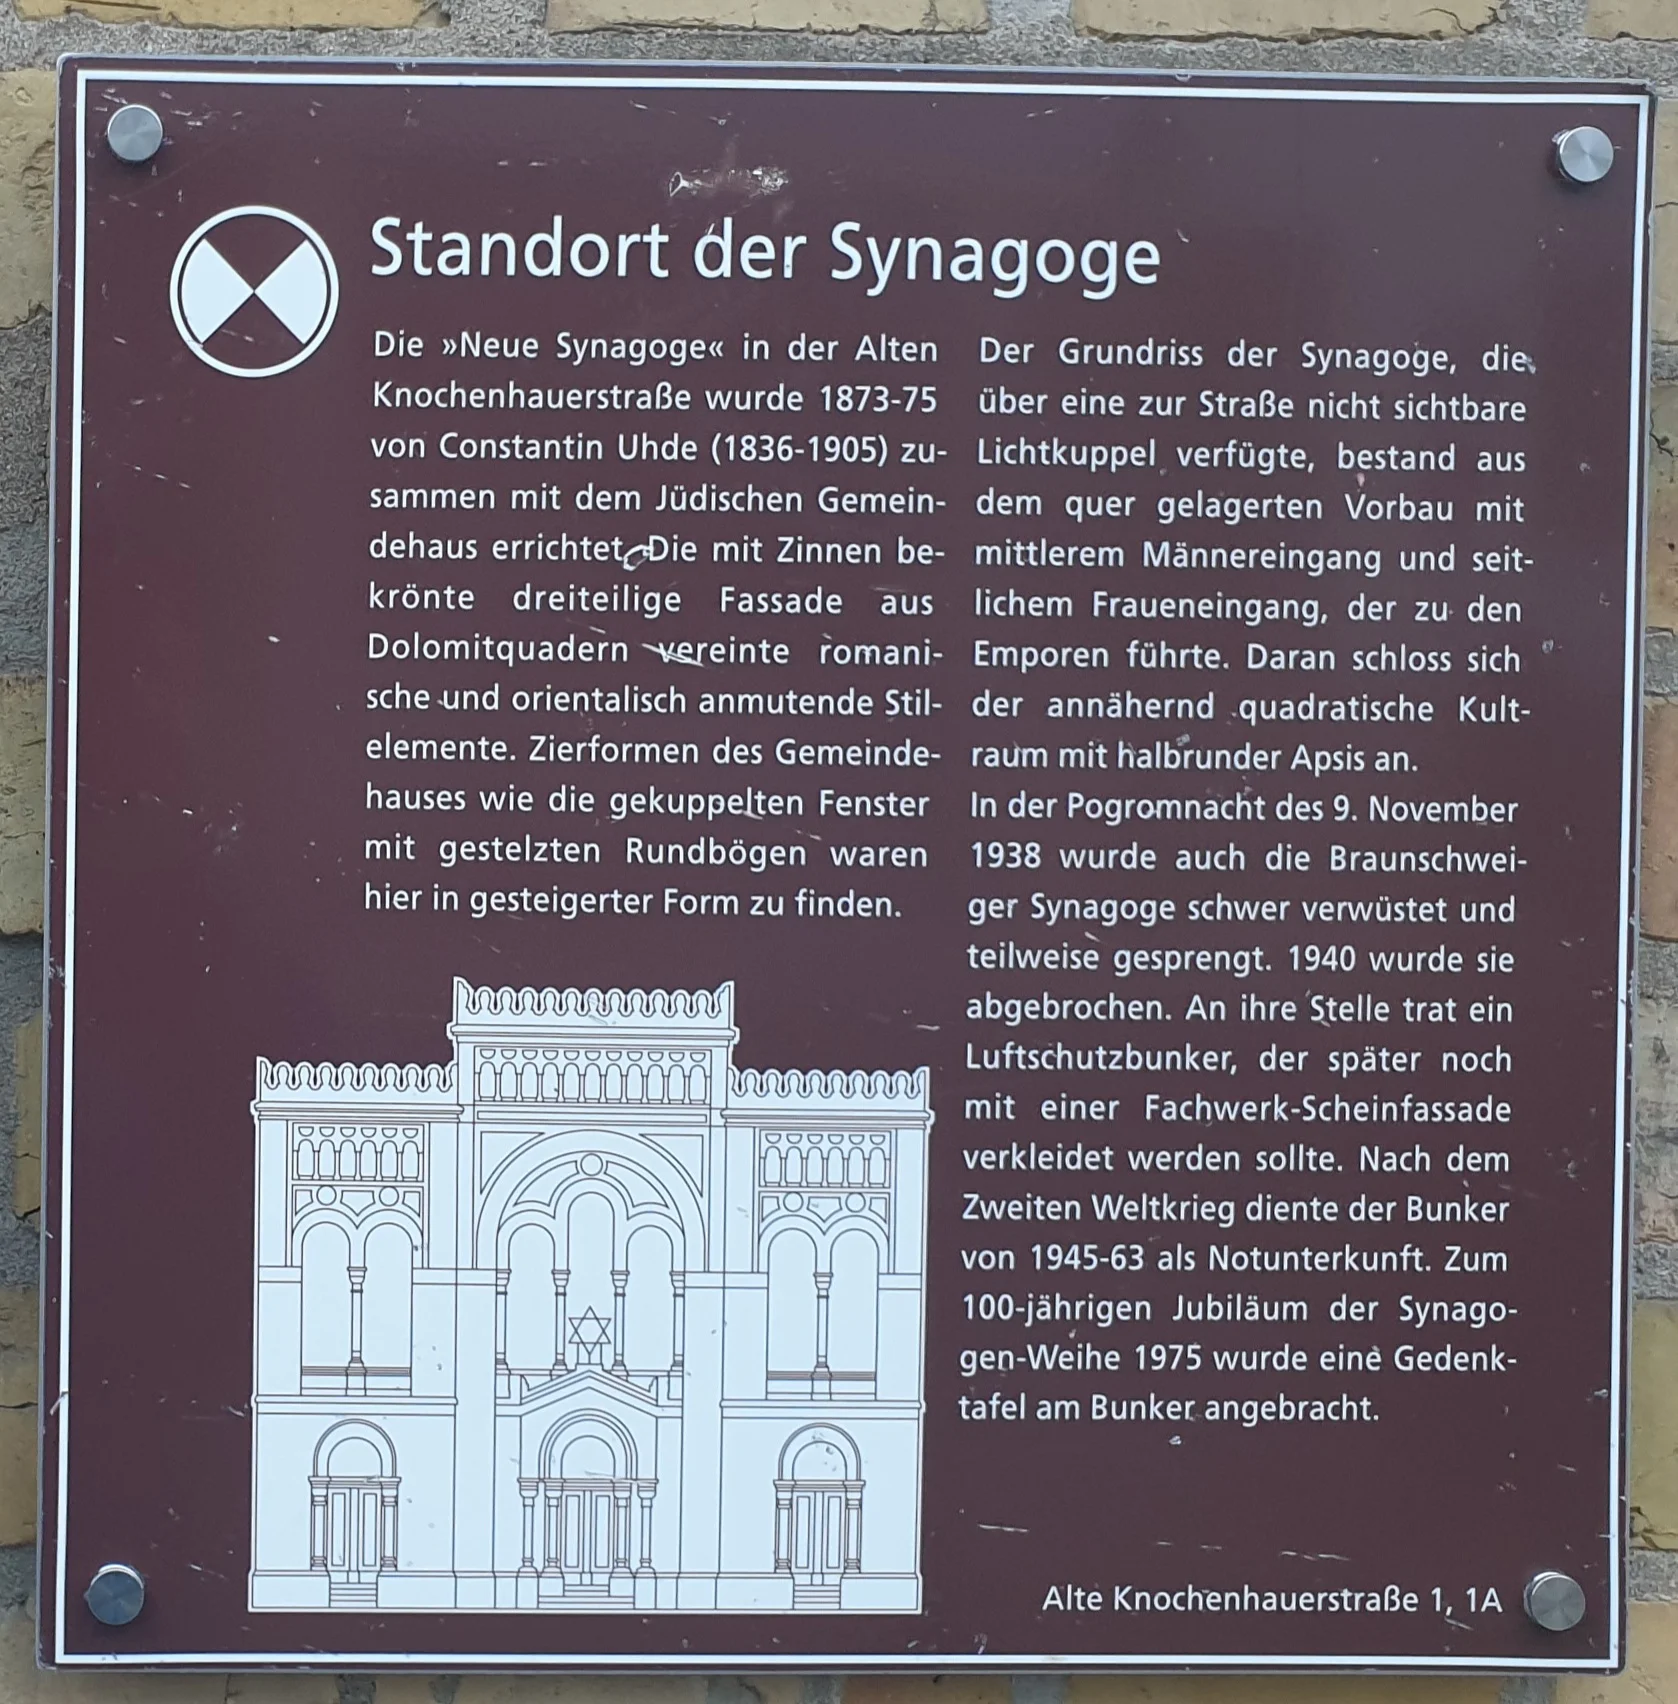 Standort der Synagoge
Die »Neue Synagoge« in der Alten
Knochenhauerstraße wurde 1873-75
von Constantin Uhde (1836-1905) zu-
sammen mit dem Jüdischen Gemein-
dehaus errichtet. Die mit Zinnen be-
krönte dreiteilige Fassade aus
Dolomitquadern vereinte romani-
sche und orientalisch anmutende Stil-
elemente. Zierformen des Gemeinde-
hauses wie die gekuppelten Fenster
mit gestelzten Rundbögen waren
hier in gesteigerter Form zu finden.
Der Grundriss der Synagoge, die
über eine zur Straße nicht sichtbare
Lichtkuppel verfügte, bestand aus
dem quer gelagerten Vorbau mit
mittlerem Männereingang und seit-
lichem Fraueneingang, der zu den
Emporen führte. Daran schloss sich
der annähernd quadratische Kult-
raum mit halbrunder Apsis an.
In der Pogromnacht des 9. November
1938 wurde auch die Braunschwei-
ger Synagoge schwer verwüstet und
teilweise gesprengt. 1940 wurde sie
abgebrochen. An ihre Stelle trat ein
Luftschutzbunker, der später noch
mit einer Fachwerk-Scheinfassade
verkleidet werden sollte. Nach dem
Zweiten Weltkrieg diente der Bunker
von 1945-63 als Notunterkunft. Zum
100-jährigen Jubiläum der Synago-
gen-Weihe 1975 wurde eine Gedenk-
tafel am Bunker angebracht.
Alte Knochenhauerstraße 1, 1A